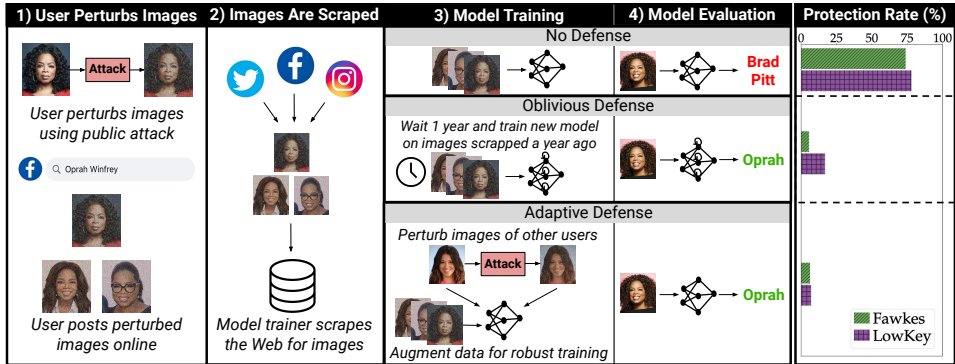 1) User Perturbs Images
Attack
User perturbs images
using public attack
Oprah Winfrey
User posts perturbed
images online
2) Images Are Scraped
Model trainer scrapes
the Web for images
3) Model Training
4) Model Evaluation
No Defense
Brad
Pitt
Oblivious Defense
Wait 1 year and train new model
on images scrapped a year ago
Oprah
Adaptive Defense
Perturb images of other users
Attack
Augment data for robust training
Oprah
Protection Rate (%)
0 25 50 75 100
Fawkes
LowKey